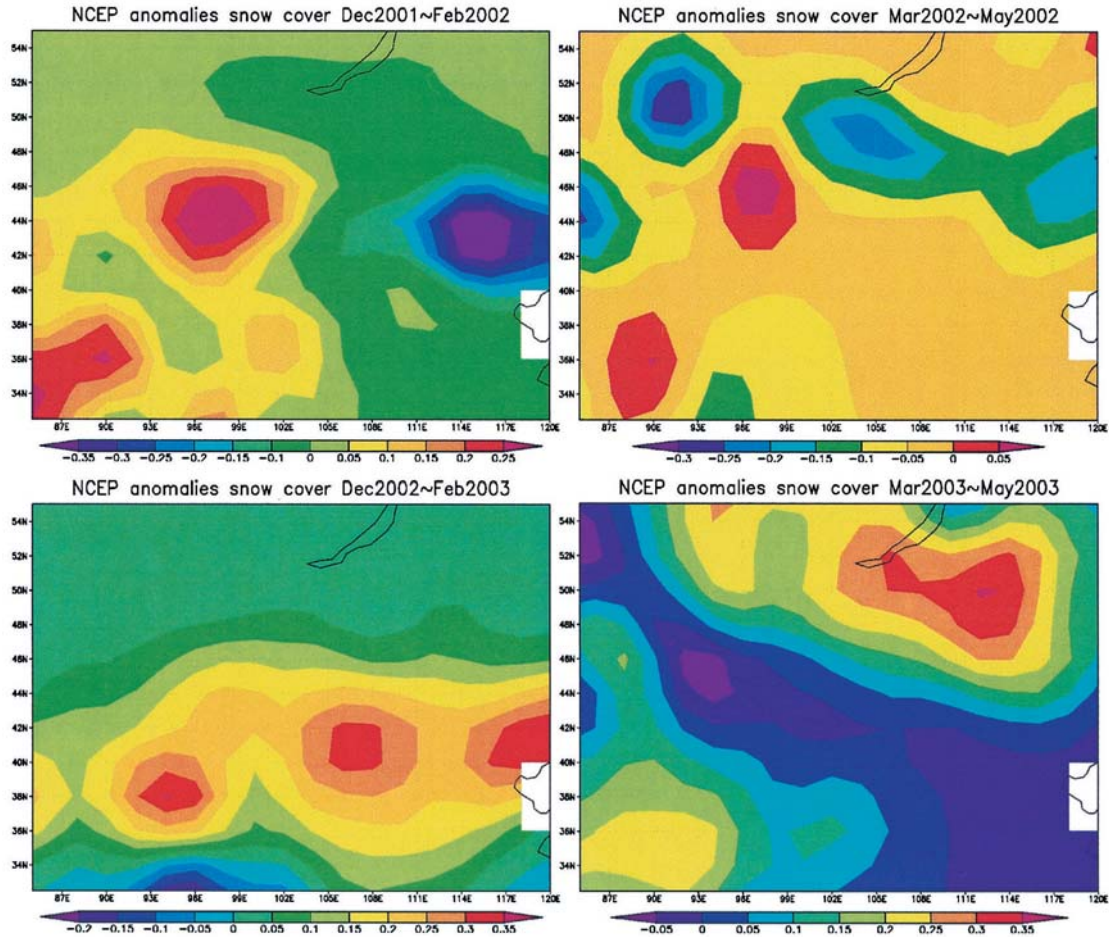 NCEP anomalies snow cover Dec2001~Feb2002
54N
52N
50N
48N
46N
44N
42N
40N
38N
36N
34N
87E 90E 93E 96E 99E 102E 105E 108E 111E 114E 117E 120E
-0.35 -0.3 -0.25 -0.2 -0.15 -0.1 0 0.05 0.1 0.15 0.2 0.25
NCEP anomalies snow cover Mar2002~May2002
54N
52N
50N
48N
46N
44N
42N
40N
38N
36N
34N
87E 90E 93E 96E 99E 102E 105E 108E 111E 114E 117E 120E
-0.3 -0.25 -0.2 -0.15 -0.1 -0.05 0 0.05
NCEP anomalies snow cover Dec2002~Feb2003
54N
52N
50N
48N
46N
44N
42N
40N
38N
36N
34N
87E 90E 93E 96E 99E 102E 105E 108E 111E 114E 117E 120E
-0.2 -0.15 -0.1 -0.05 0 0.05 0.1 0.15 0.2 0.25 0.3 0.35
NCEP anomalies snow cover Mar2003~May2003
54N
52N
50N
48N
46N
44N
42N
40N
38N
36N
34N
87E 90E 93E 96E 99E 102E 105E 108E 111E 114E 117E 120E
-0.05 0 0.05 0.1 0.15 0.2 0.25 0.3 0.35